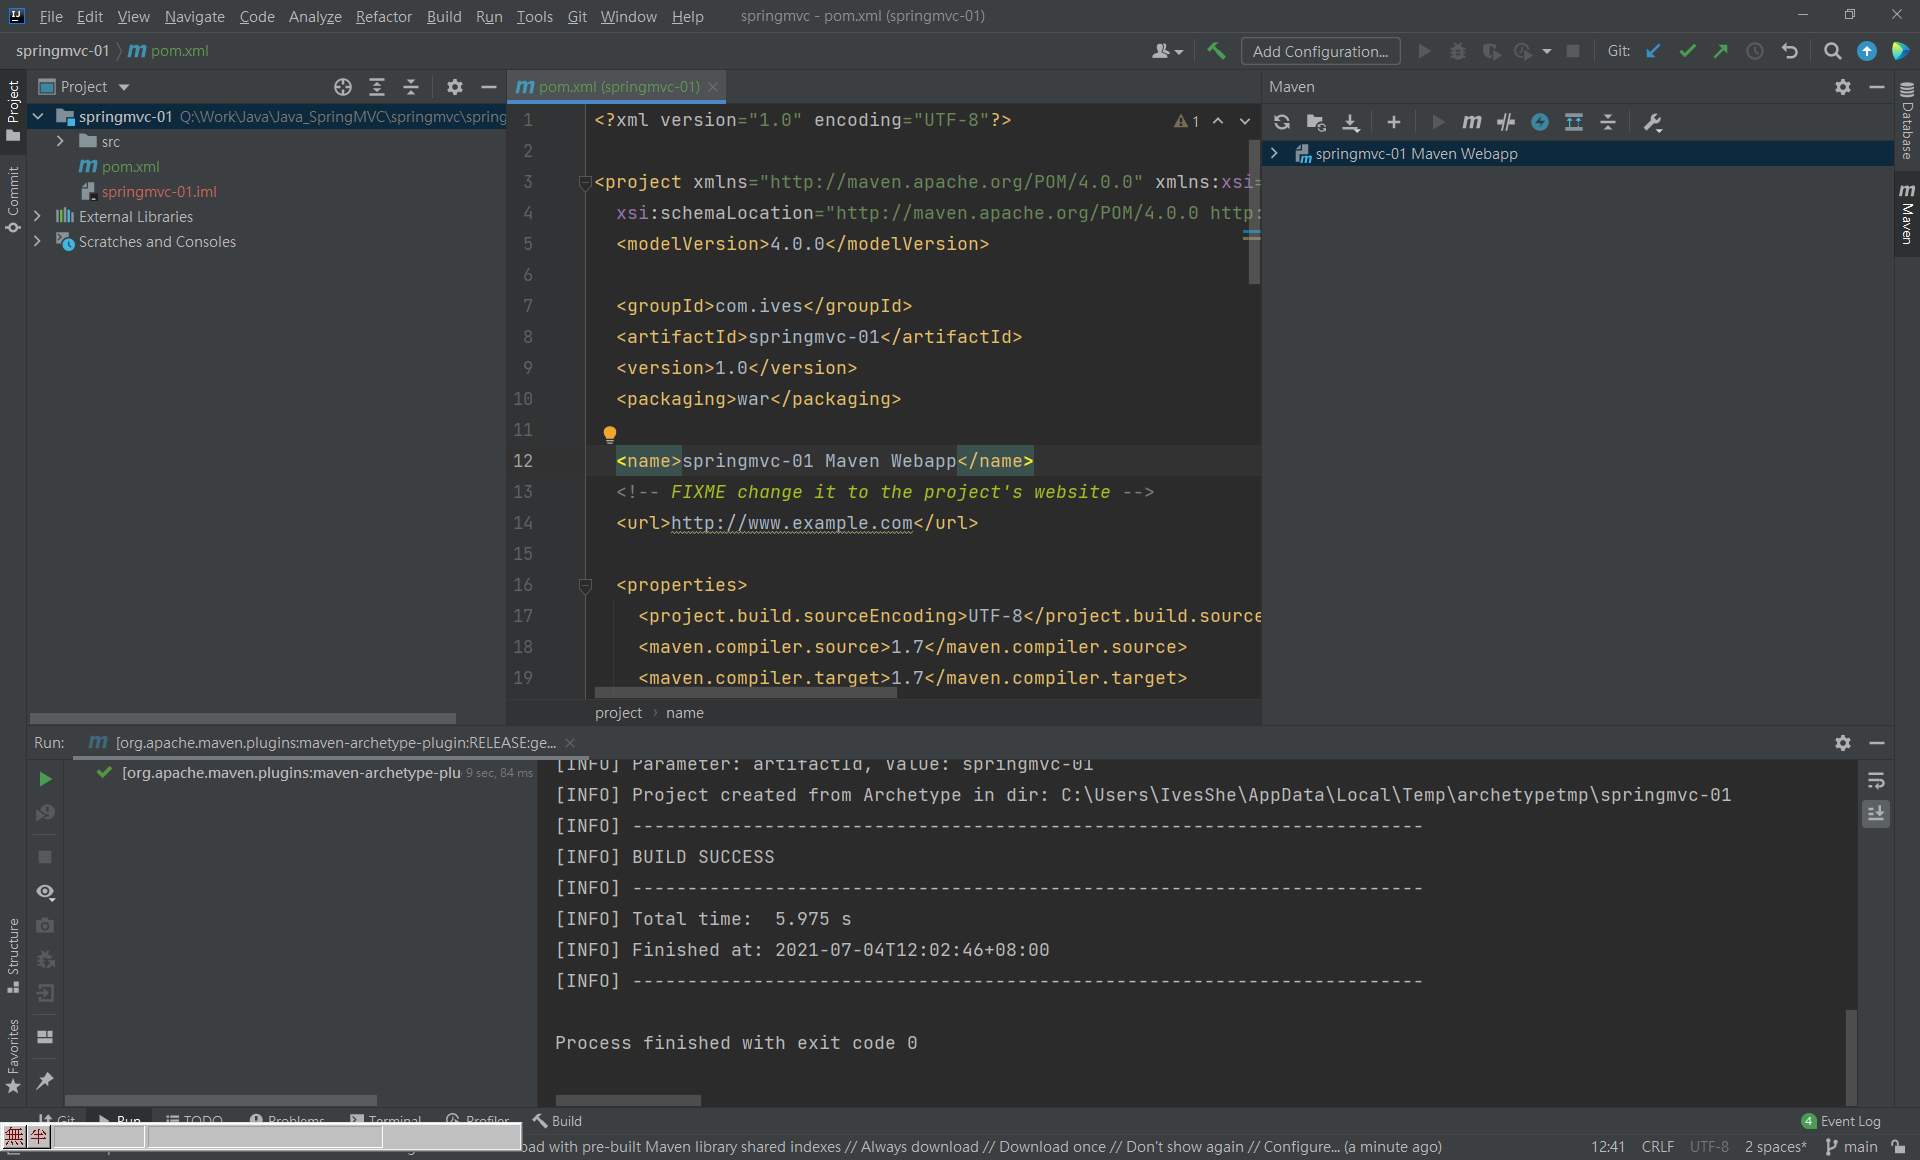 File Edit View Navigate Code Analyze Refactor Build Run Tools Git Window Help springmvc - pom.xml (springmvc-01)
springmvc-01 pom.xml Add Configuration... Git:
Project
pom.xml (springmvc-01)
Maven
springmvc-01 Q:\Work\Java\Java_SpringMVC\springmvc\spring
src
pom.xml
springmvc-01.iml
External Libraries
Scratches and Consoles
1 <?xml version="1.0" encoding="UTF-8"?>
1
2
3 <project xmlns="http://maven.apache.org/POM/4.0.0" xmlns:xsi=
4 xsi:schemaLocation="http://maven.apache.org/POM/4.0.0 http:
5 <modelVersion>4.0.0</modelVersion>
6
7 <groupId>com.ives</groupId>
8 <artifactId>springmvc-01</artifactId>
9 <version>1.0</version>
10 <packaging>war</packaging>
11
12 <name>springmvc-01 Maven Webapp</name>
13 <!-- FIXME change it to the project's website -->
14 <url>http://www.example.com</url>
15
16 <properties>
17 <project.build.sourceEncoding>UTF-8</project.build.source
18 <maven.compiler.source>1.7</maven.compiler.source>
19 <maven.compiler.target>1.7</maven.compiler.target>
project › name
springmvc-01 Maven Webapp
Project
Commit
Structure
Favorites
Database
Maven
Run: [org.apache.maven.plugins:maven-archetype-plugin:RELEASE:ge...
[org.apache.maven.plugins:maven-archetype-plu 9 sec, 84 ms
[INFO] Parameter: artifactId, Value: springmvc-01
[INFO] Project created from Archetype in dir: C:\Users\IvesShe\AppData\Local\Temp\archetypetmp\springmvc-01
[INFO] ------------------------------------------------------------------------
[INFO] BUILD SUCCESS
[INFO] ------------------------------------------------------------------------
[INFO] Total time:  5.975 s
[INFO] Finished at: 2021-07-04T12:02:46+08:00
[INFO] ------------------------------------------------------------------------
Process finished with exit code 0
Git Run TODO Problems Terminal Profiler Build 4 Event Log
無 半
oad with pre-built Maven library shared indexes // Always download // Download once // Don't show again // Configure... (a minute ago) 12:41 CRLF UTF-8 2 spaces* main